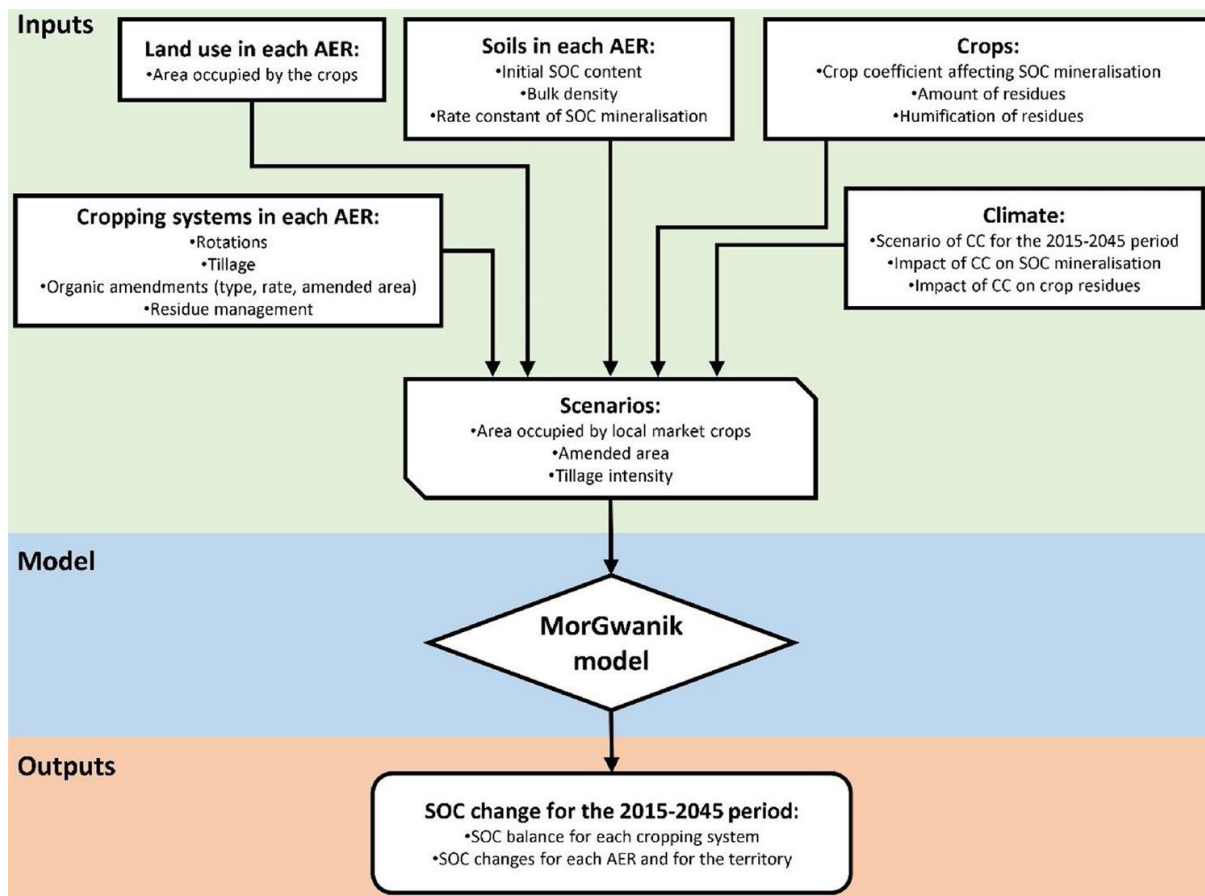 Inputs
Land use in each AER:
•Area occupied by the crops
Soils in each AER:
•Initial SOC content
•Bulk density
•Rate constant of SOC mineralisation
Crops:
•Crop coefficient affecting SOC mineralisation
•Amount of residues
•Humification of residues
Cropping systems in each AER:
•Rotations
•Tillage
•Organic amendments (type, rate, amended area)
•Residue management
Climate:
•Scenario of CC for the 2015-2045 period
•Impact of CC on SOC mineralisation
•Impact of CC on crop residues
Scenarios:
•Area occupied by local market crops
•Amended area
•Tillage intensity
Model
MorGwanik
model
Outputs
SOC change for the 2015-2045 period:
•SOC balance for each cropping system
•SOC changes for each AER and for the territory